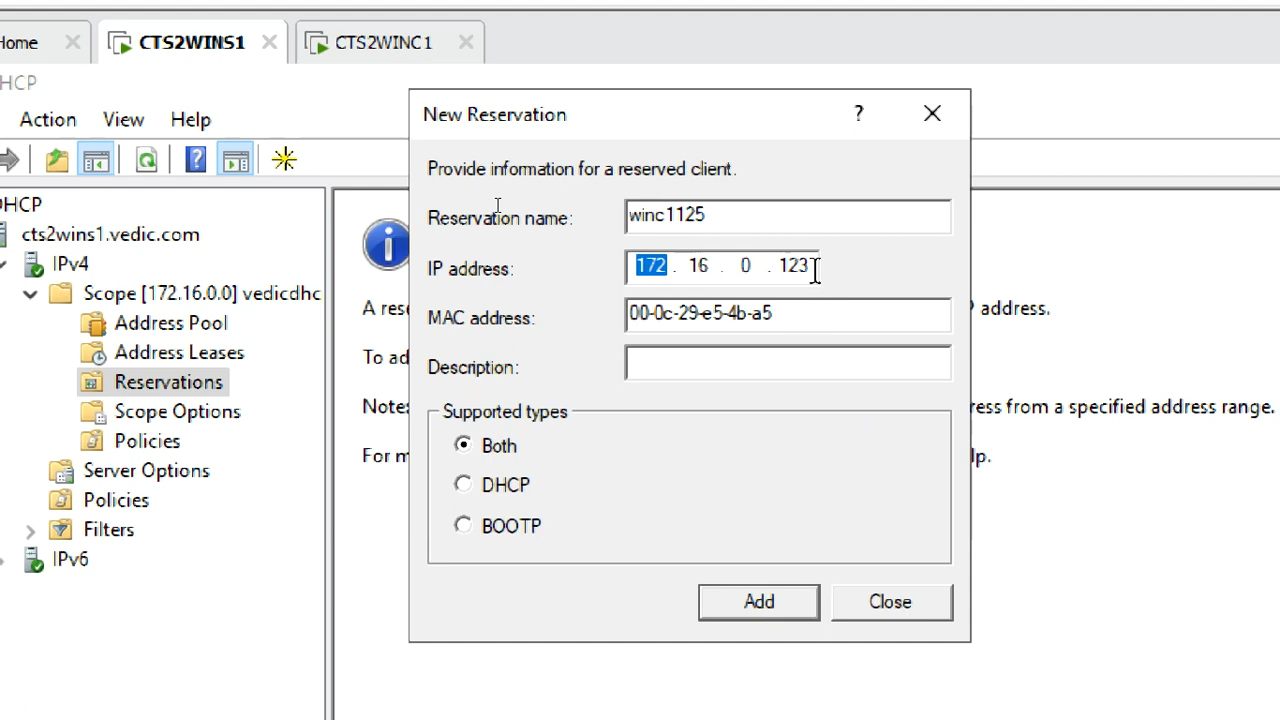 Home
CTS2WINS1
CTS2WINC1
HCP
Action View Help
DHCP
cts2wins1.vedic.com
IPv4
Scope [172.16.0.0] vedicdhc
Address Pool
Address Leases
Reservations
Scope Options
Policies
Server Options
Policies
Filters
IPv6
New Reservation
?
Provide information for a reserved client.
Reservation name: winc1125
IP address: 172 . 16 . 0 . 123
MAC address: 00-0c-29-e5-4b-a5
Description:
Supported types
Both
DHCP
BOOTP
Add Close
A res
P address.
To ad
Note:
ress from a specified address range.
For m
lp.